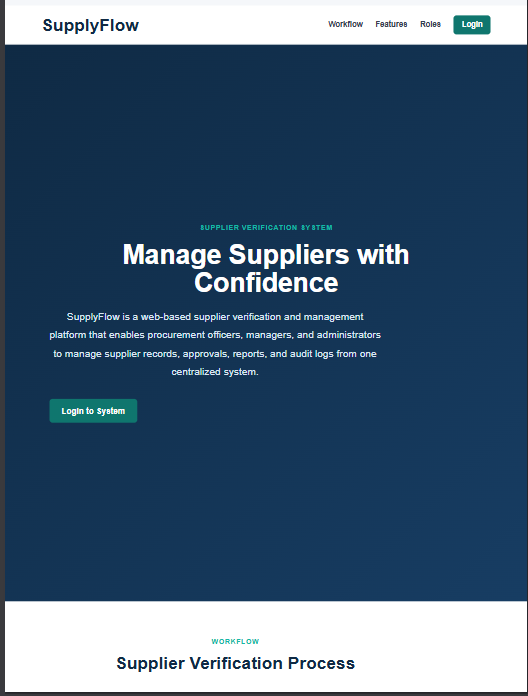 SupplyFlow
Workflow Features Roles Login
SUPPLIER VERIFICATION SYSTEM
Manage Suppliers with
Confidence
SupplyFlow is a web-based supplier verification and management
platform that enables procurement officers, managers, and administrators
to manage supplier records, approvals, reports, and audit logs from one
centralized system.
Login to System
WORKFLOW
Supplier Verification Process